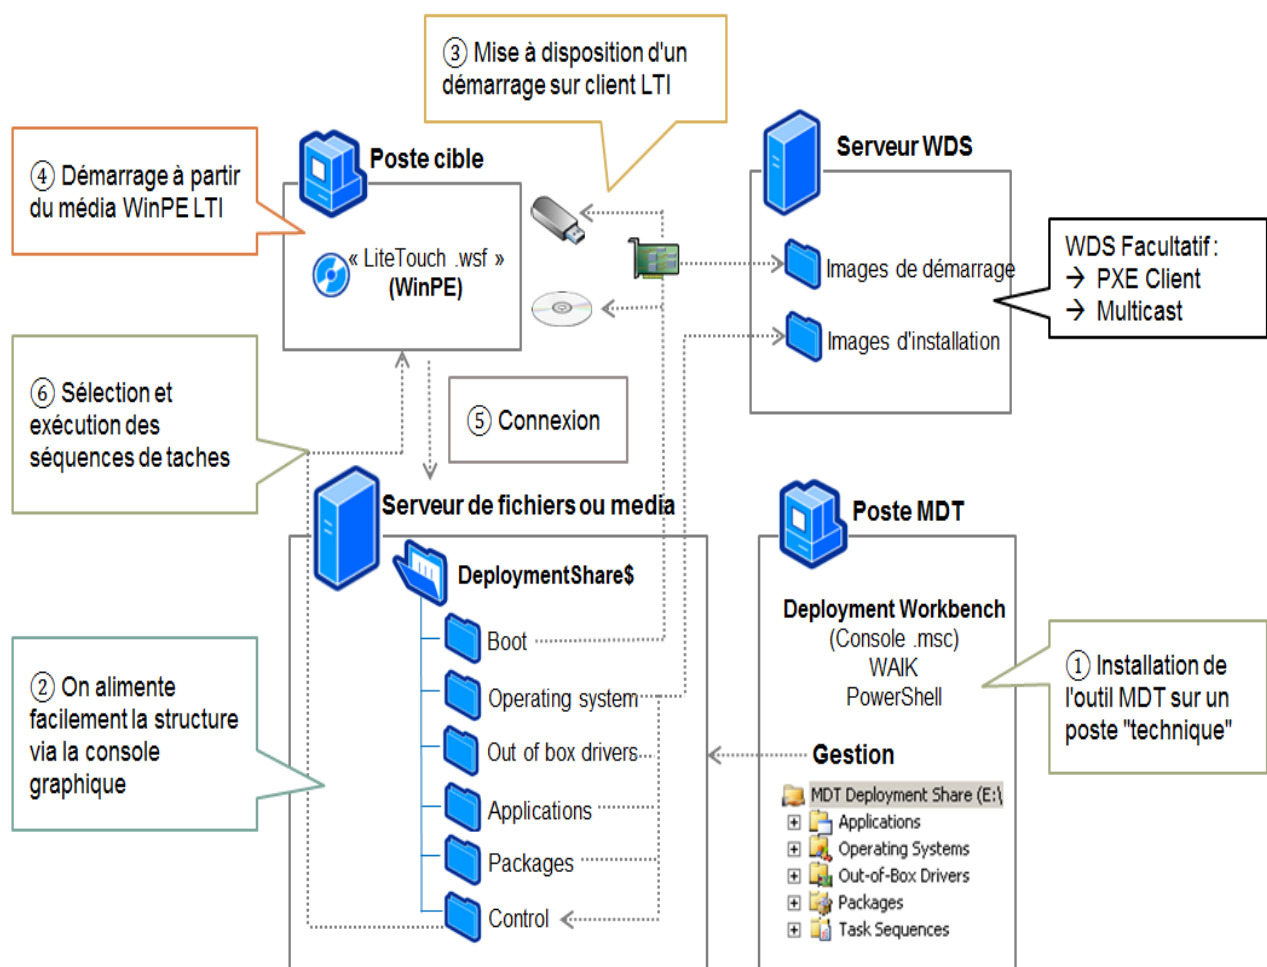 ③ Mise à disposition d'un
démarrage sur client LTI
④ Démarrage à partir
du média WinPE LTI
Poste cible
« LiteTouch .wsf »
(WinPE)
Serveur WDS
Images de démarrage
Images d'installation
WDS Facultatif :
→ PXE Client
→ Multicast
⑥ Sélection et
exécution des
séquences de taches
⑤ Connexion
Serveur de fichiers ou media
DeploymentShare$
Boot
Operating system
Out of box drivers
Applications
Packages
Control
② On alimente
facilement la structure
via la console
graphique
Poste MDT
Deployment Workbench
(Console .msc)
WAIK
PowerShell
Gestion
MDT Deployment Share (E:\
Applications
Operating Systems
Out-of-Box Drivers
Packages
Task Sequences
① Installation de
l'outil MDT sur un
poste "technique"